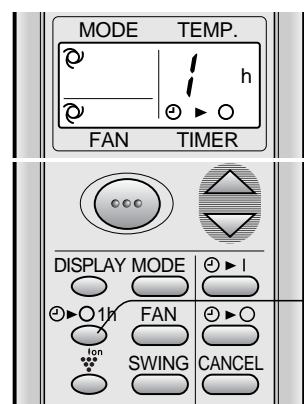 MODE TEMP.
1 h
FAN TIMER
DISPLAY MODE
1h FAN
Ion
SWING CANCEL